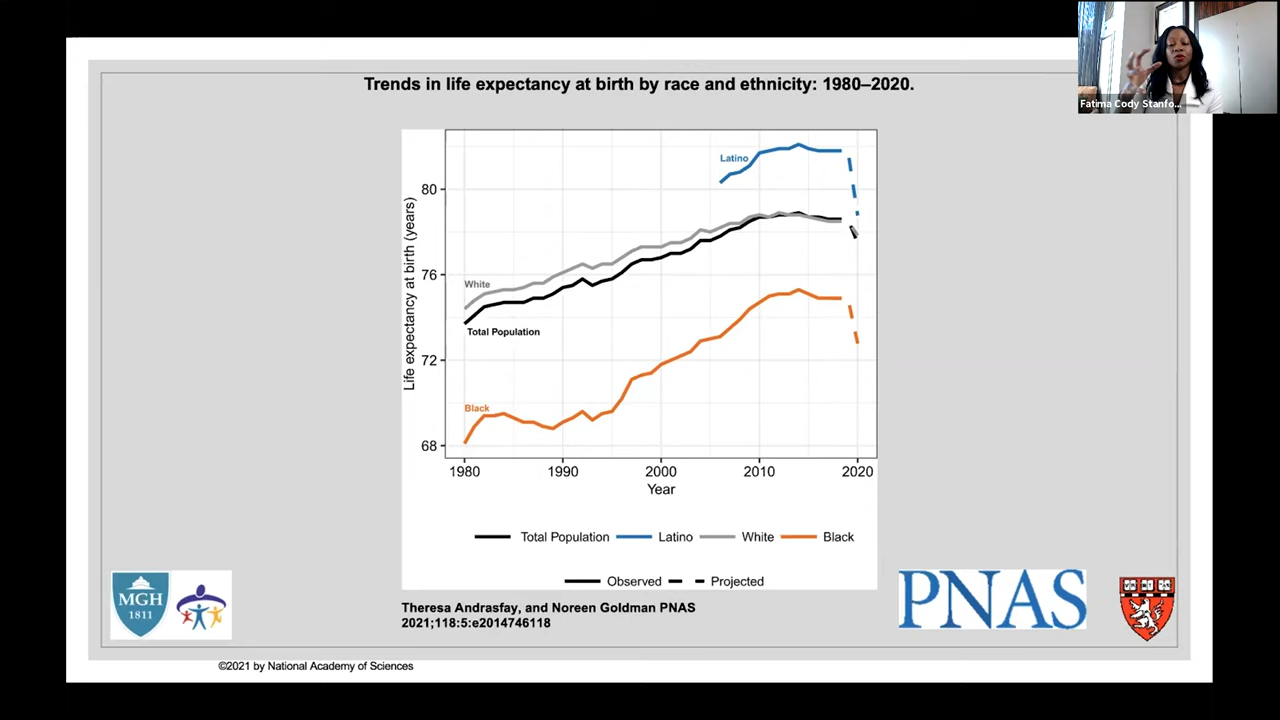 Fatima Cody Stanfo...
Trends in life expectancy at birth by race and ethnicity: 1980–2020.
Life expectancy at birth (years)
80
76
72
68
Latino
White
Total Population
Black
1980 1990 2000 2010 2020
Year
Total Population Latino White Black
Observed Projected
MGH
1811
Theresa Andrasfay, and Noreen Goldman PNAS
2021;118:5:e2014746118
PNAS
©2021 by National Academy of Sciences